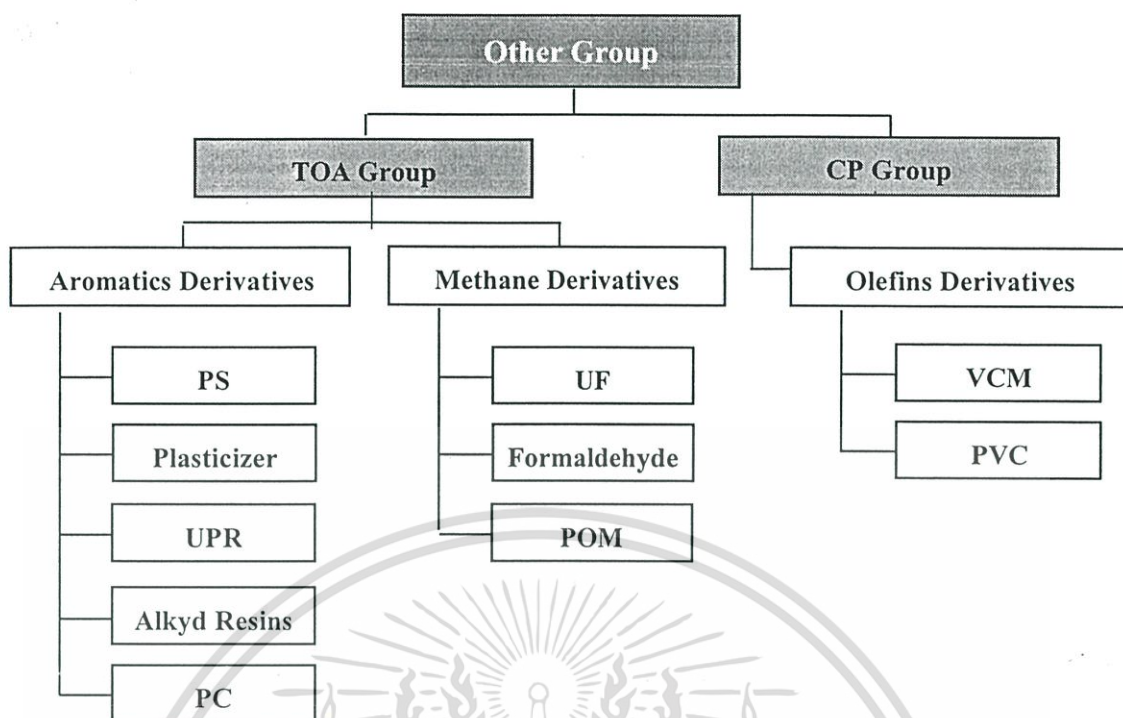 Other Group
TOA Group
CP Group
Aromatics Derivatives
Methane Derivatives
Olefins Derivatives
PS
Plasticizer
UPR
Alkyd Resins
PC
UF
Formaldehyde
POM
VCM
PVC